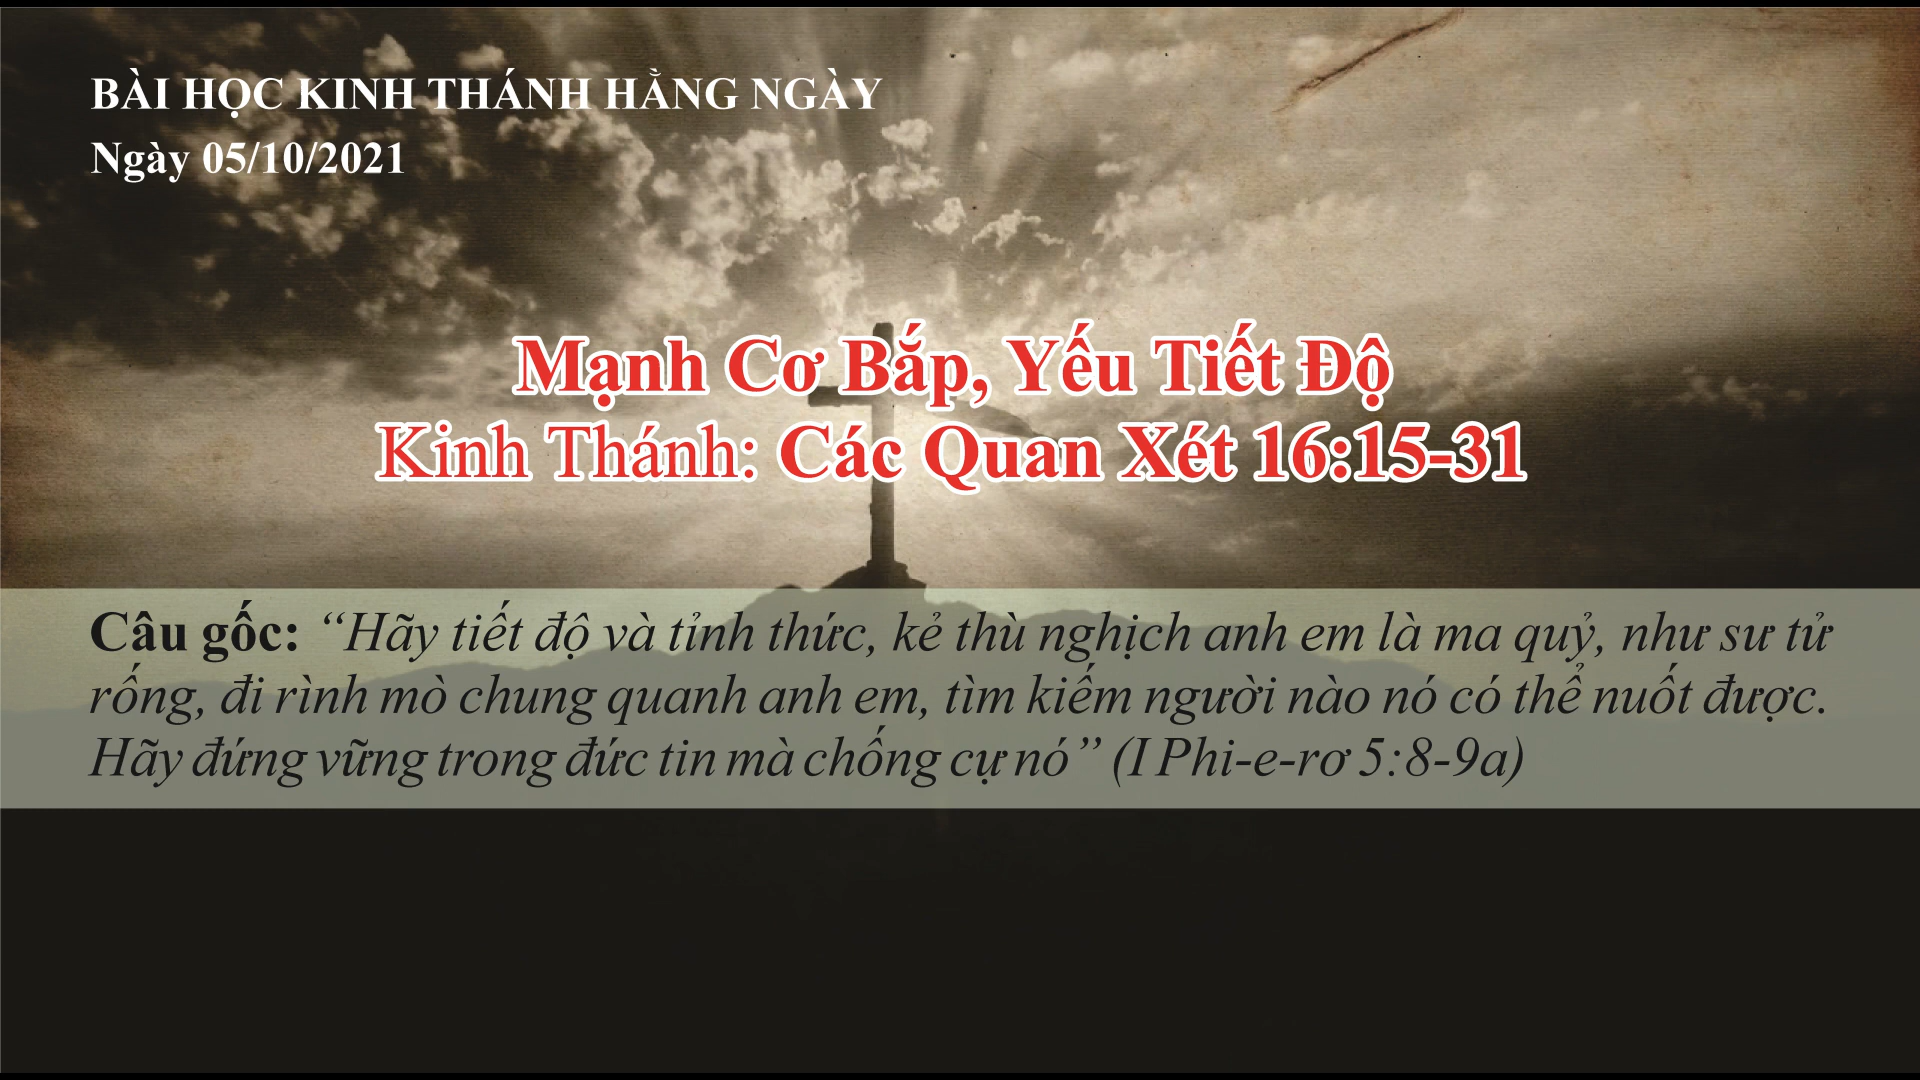 BÀI HỌC KINH THÁNH HẰNG NGÀY
Ngày 05/10/2021
Mạnh Cơ Bắp, Yếu Tiết Độ
Kinh Thánh: Các Quan Xét 16:15-31
Câu gốc: “Hãy tiết độ và tỉnh thức, kẻ thù nghịch anh em là ma quỷ, như sư tử
rống, đi rình mò chung quanh anh em, tìm kiếm người nào nó có thể nuốt được.
Hãy đứng vững trong đức tin mà chống cự nó” (I Phi-e-rơ 5:8-9a)